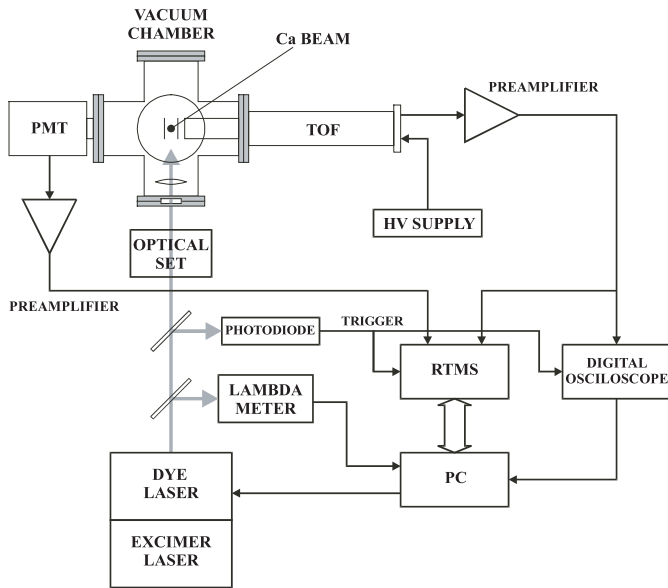 VACUUM
CHAMBER
Ca BEAM
PREAMPLIFIER
PMT
TOF
HV SUPPLY
OPTICAL
SET
PREAMPLIFIER
TRIGGER
PHOTODIODE
RTMS
DIGITAL
OSCILOSCOPE
LAMBDA
METER
DYE
LASER
PC
EXCIMER
LASER